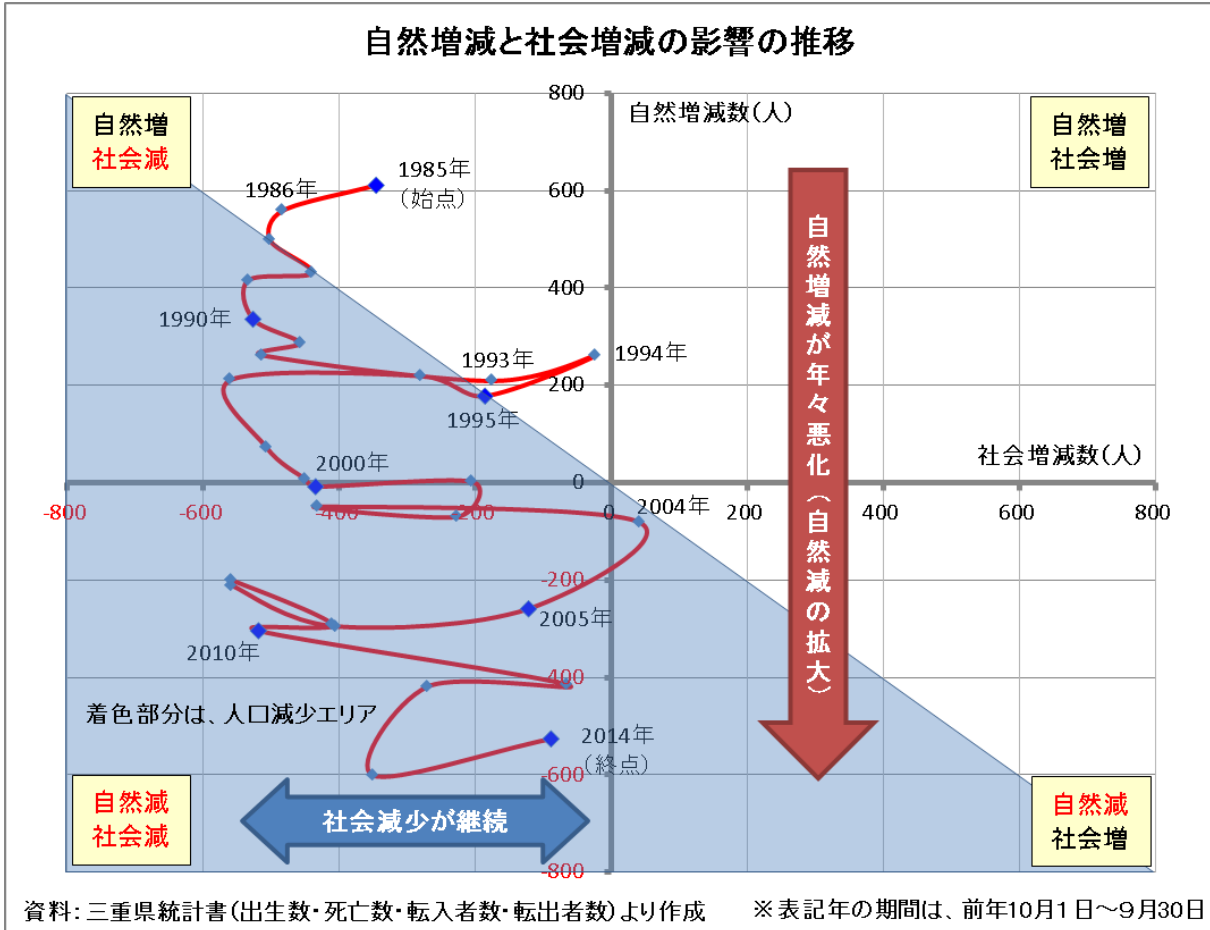 自然増減と社会増減の影響の推移
800
自然増減数(人)
自然増
社会減
自然増
社会増
1985年
(始点)
1986年
600
400
1990年
1993年
1994年
200
1995年
2000年
社会増減数(人)
0
-800
-600
-400
-200
0
200
400
600
800
2004年
-200
2005年
2010年
-400
着色部分は、人口減少エリア
2014年
(終点)
-600
自然減
社会減
社会減少が継続
自然減
社会増
-800
自然増減が年々悪化(自然減の拡大)
資料:三重県統計書(出生数・死亡数・転入者数・転出者数)より作成
※表記年の期間は、前年10月1日~9月30日